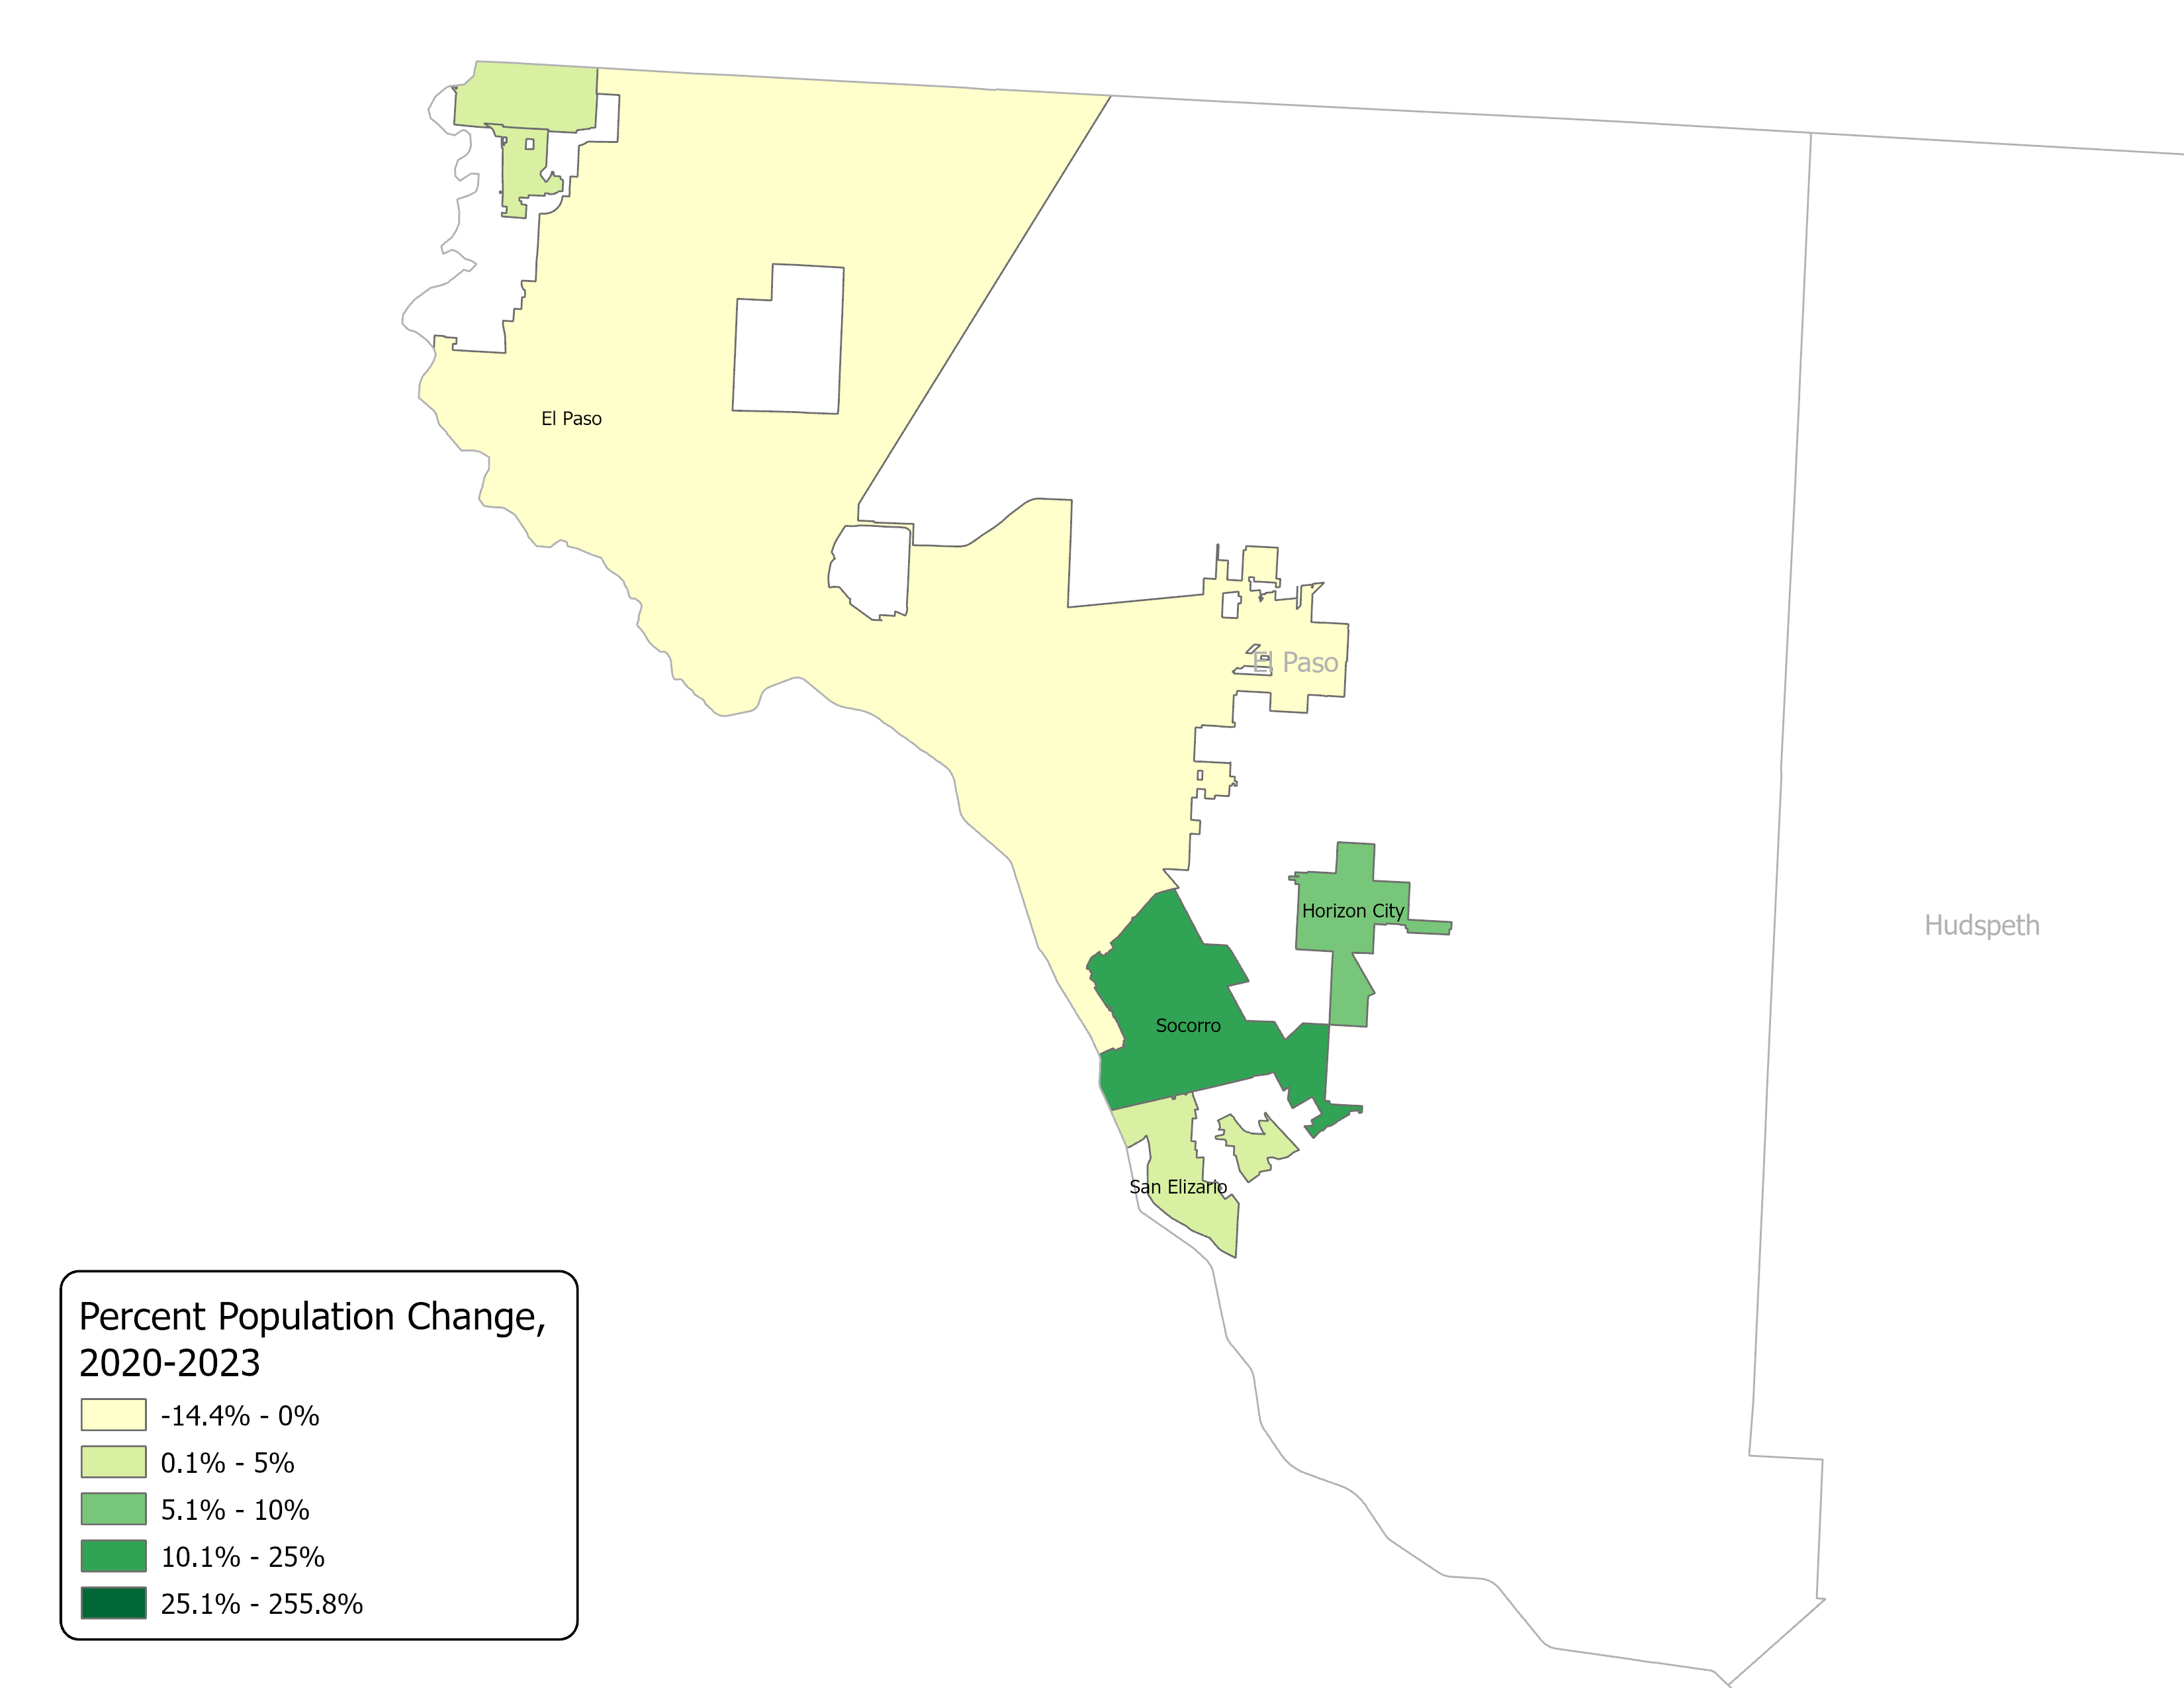 El Paso
El Paso
Horizon City
Hudspeth
Socorro
San Elizario
Percent Population Change,
2020-2023
-14.4% - 0%
0.1% - 5%
5.1% - 10%
10.1% - 25%
25.1% - 255.8%